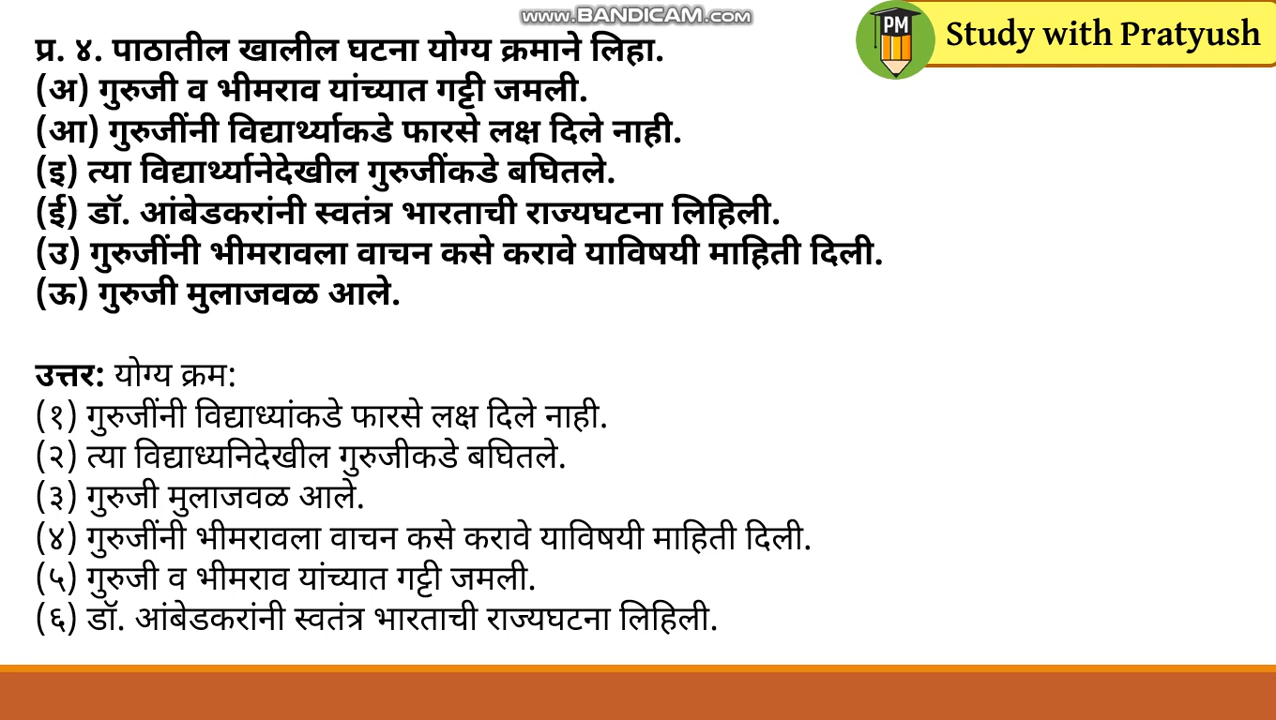 www.BANDICAM.com
PM
Study with Pratyush
प्र. ४. पाठातील खालील घटना योग्य क्रमाने लिहा.
(अ) गुरुजी व भीमराव यांच्यात गट्टी जमली.
(आ) गुरुजींनी विद्यार्थ्याकडे फारसे लक्ष दिले नाही.
(इ) त्या विद्यार्थ्यानेदेखील गुरुजींकडे बघितले.
(ई) डॉ. आंबेडकरांनी स्वतंत्र भारताची राज्यघटना लिहिली.
(उ) गुरुजींनी भीमरावला वाचन कसे करावे याविषयी माहिती दिली.
(ऊ) गुरुजी मुलाजवळ आले.
उत्तर: योग्य क्रम:
(१) गुरुजींनी विद्याध्यांकडे फारसे लक्ष दिले नाही.
(२) त्या विद्याध्यनिदेखील गुरुजीकडे बघितले.
(३) गुरुजी मुलाजवळ आले.
(४) गुरुजींनी भीमरावला वाचन कसे करावे याविषयी माहिती दिली.
(५) गुरुजी व भीमराव यांच्यात गट्टी जमली.
(६) डॉ. आंबेडकरांनी स्वतंत्र भारताची राज्यघटना लिहिली.